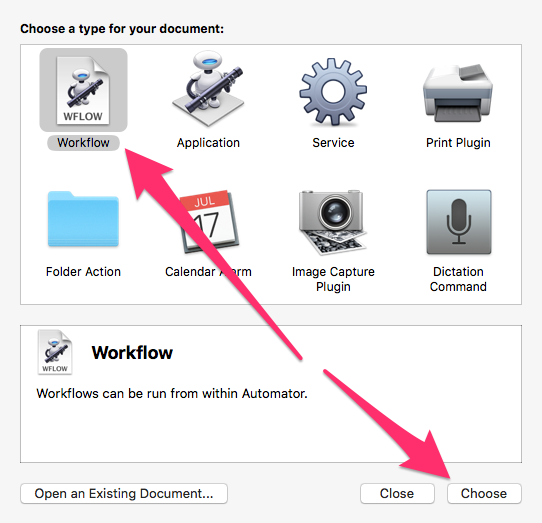 Choose a type for your document:
WFLOW
Workflow
Application
Service
Print Plugin
Folder Action
JUL
17
Calendar Alarm
Image Capture
Plugin
Dictation
Command
WFLOW
Workflow
Workflows can be run from within Automator.
Open an Existing Document...
Close
Choose